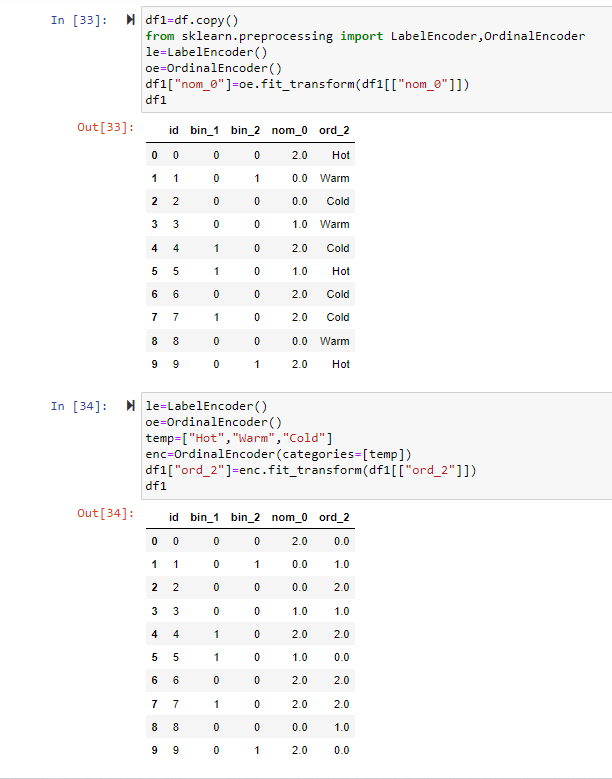 In [33]:
df1=df.copy()
from sklearn.preprocessing import LabelEncoder,OrdinalEncoder
le=LabelEncoder()
oe=OrdinalEncoder()
df1["nom_0"]=oe.fit_transform(df1[["nom_0"]])
df1
Out[33]:
id bin_1 bin_2 nom_0 ord_2
0 0 0 0 2.0 Hot
1 1 0 1 0.0 Warm
2 2 0 0 0.0 Cold
3 3 0 0 1.0 Warm
4 4 1 0 2.0 Cold
5 5 1 0 1.0 Hot
6 6 0 0 2.0 Cold
7 7 1 0 2.0 Cold
8 8 0 0 0.0 Warm
9 9 0 1 2.0 Hot
In [34]:
le=LabelEncoder()
oe=OrdinalEncoder()
temp=["Hot","Warm","Cold"]
enc=OrdinalEncoder(categories=[temp])
df1["ord_2"]=enc.fit_transform(df1[["ord_2"]])
df1
Out[34]:
id bin_1 bin_2 nom_0 ord_2
0 0 0 0 2.0 0.0
1 1 0 1 0.0 1.0
2 2 0 0 0.0 2.0
3 3 0 0 1.0 1.0
4 4 1 0 2.0 2.0
5 5 1 0 1.0 0.0
6 6 0 0 2.0 2.0
7 7 1 0 2.0 2.0
8 8 0 0 0.0 1.0
9 9 0 1 2.0 0.0